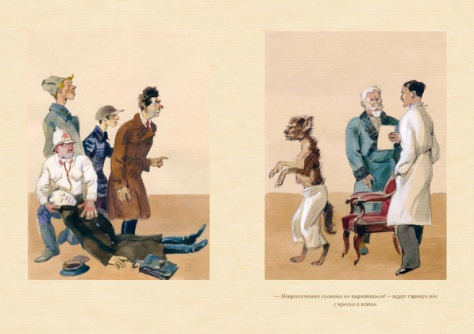 — Неприличными словами не выражаться! — вдруг гаркнул пёс
с кресла и встал.